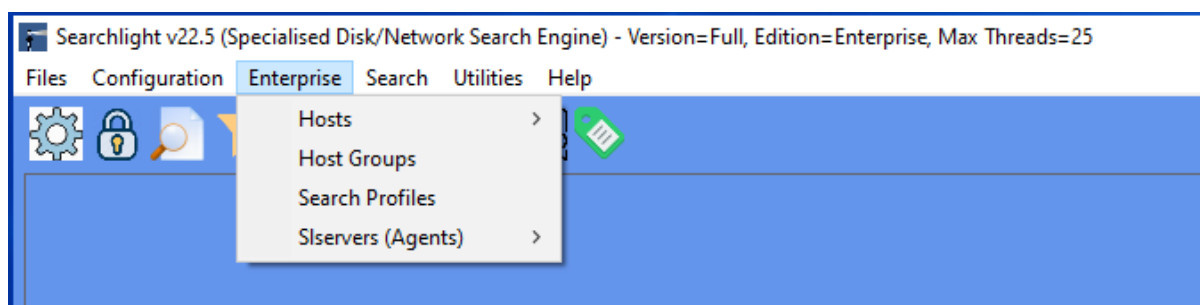 Searchlight v22.5 (Specialised Disk/Network Search Engine) - Version=Full, Edition=Enterprise, Max Threads=25
Files Configuration Enterprise Search Utilities Help
Hosts
Host Groups
Search Profiles
Slservers (Agents)